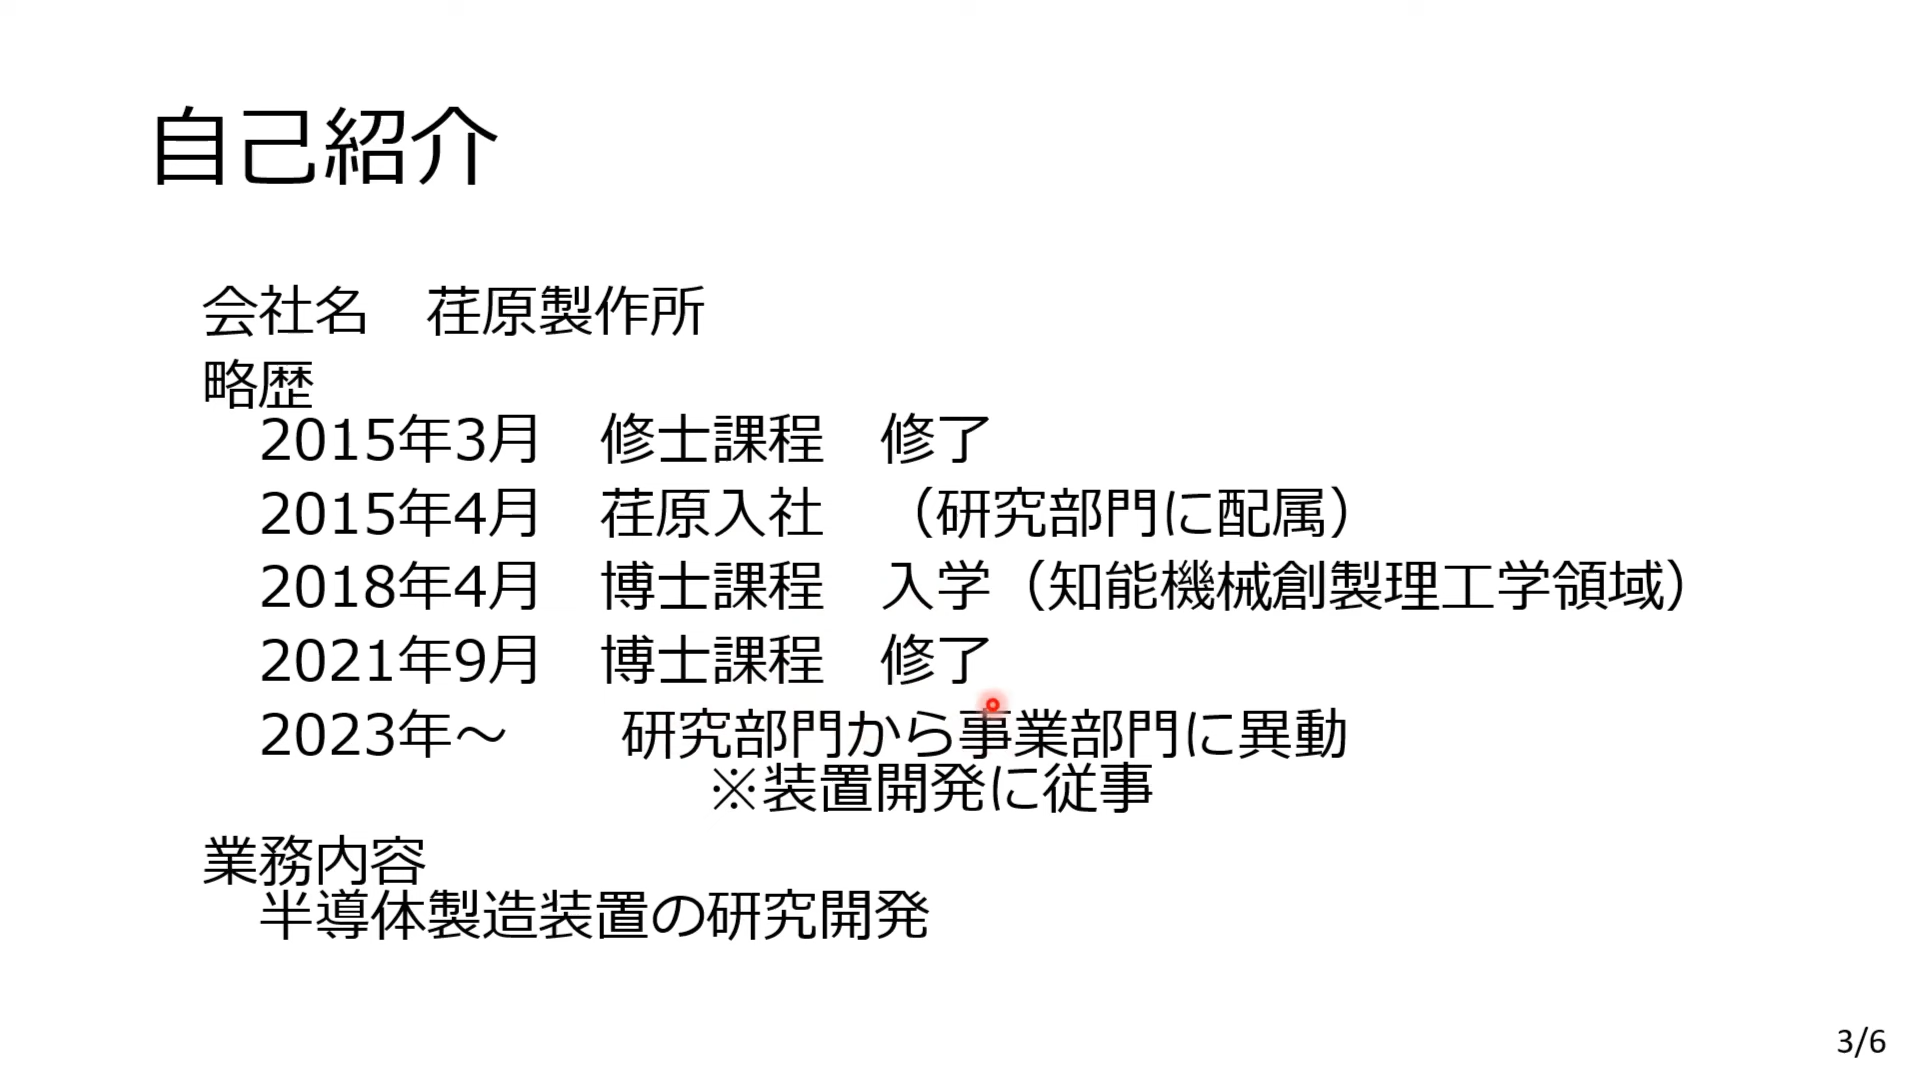 自己紹介
会社名　荏原製作所
略歴
2015年3月　修士課程　修了
2015年4月　荏原入社　（研究部門に配属）
2018年4月　博士課程　入学（知能機械創製理工学領域）
2021年9月　博士課程　修了
2023年～　　研究部門から事業部門に異動
※装置開発に従事
業務内容
半導体製造装置の研究開発
3/6